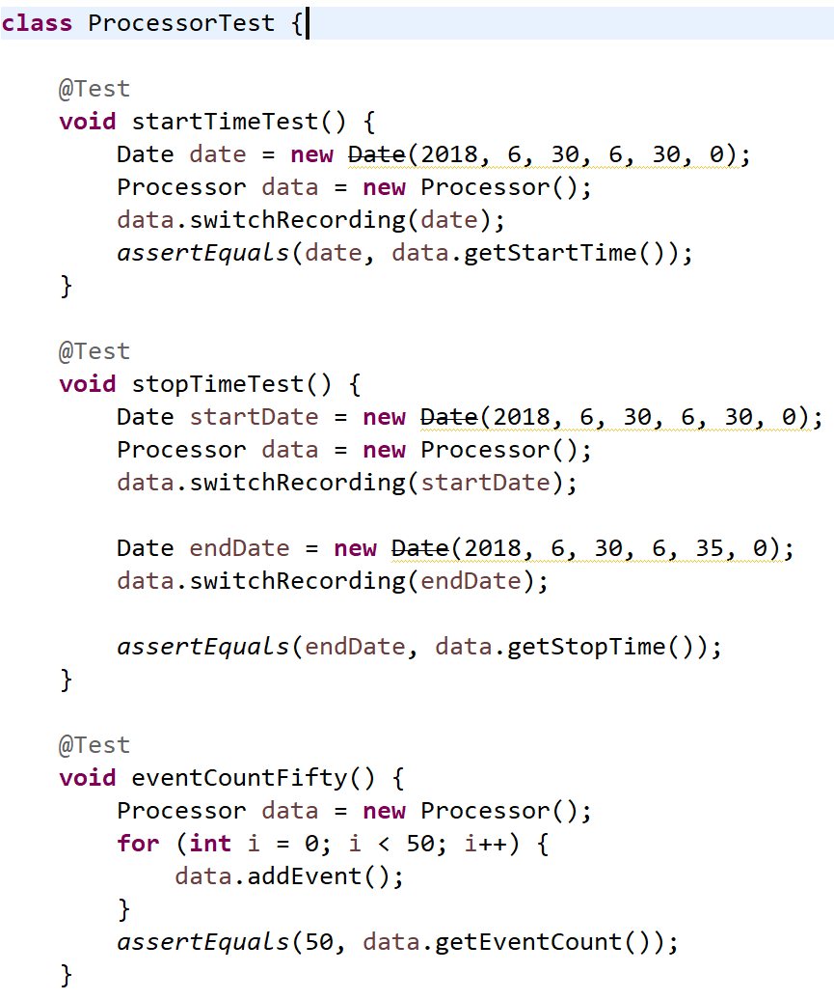 class ProcessorTest {
@Test
void startTimeTest() {
Date date = new Date(2018, 6, 30, 6, 30, 0);
Processor data = new Processor();
data.switchRecording(date);
assertEquals(date, data.getStartTime());
}
@Test
void stopTimeTest() {
Date startDate = new Date(2018, 6, 30, 6, 30, 0);
Processor data = new Processor();
data.switchRecording(startDate);
Date endDate = new Date(2018, 6, 30, 6, 35, 0);
data.switchRecording(endDate);
assertEquals(endDate, data.getStopTime());
}
@Test
void eventCountFifty() {
Processor data = new Processor();
for (int i = 0; i < 50; i++) {
data.addEvent();
}
assertEquals(50, data.getEventCount());
}